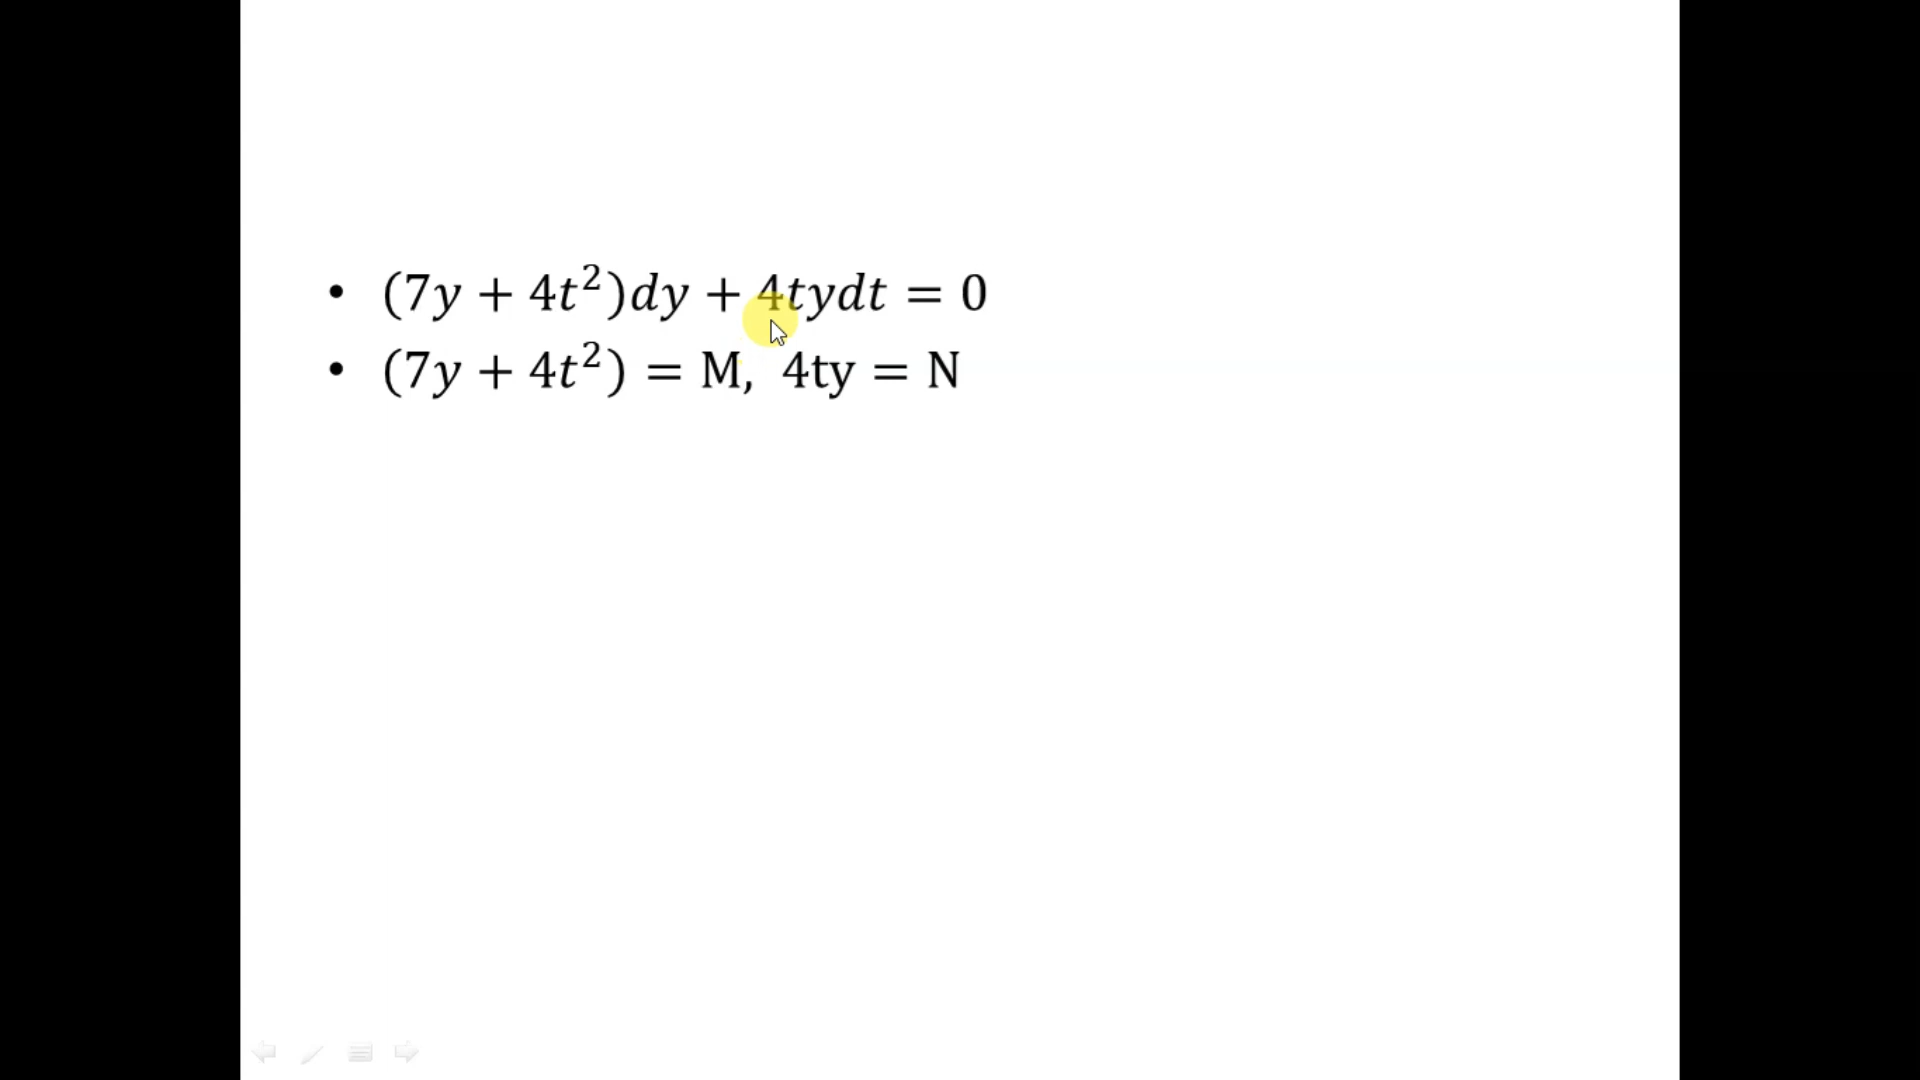 • (7y + 4t²)dy + 4tydt = 0
• (7y + 4t²) = M, 4ty = N